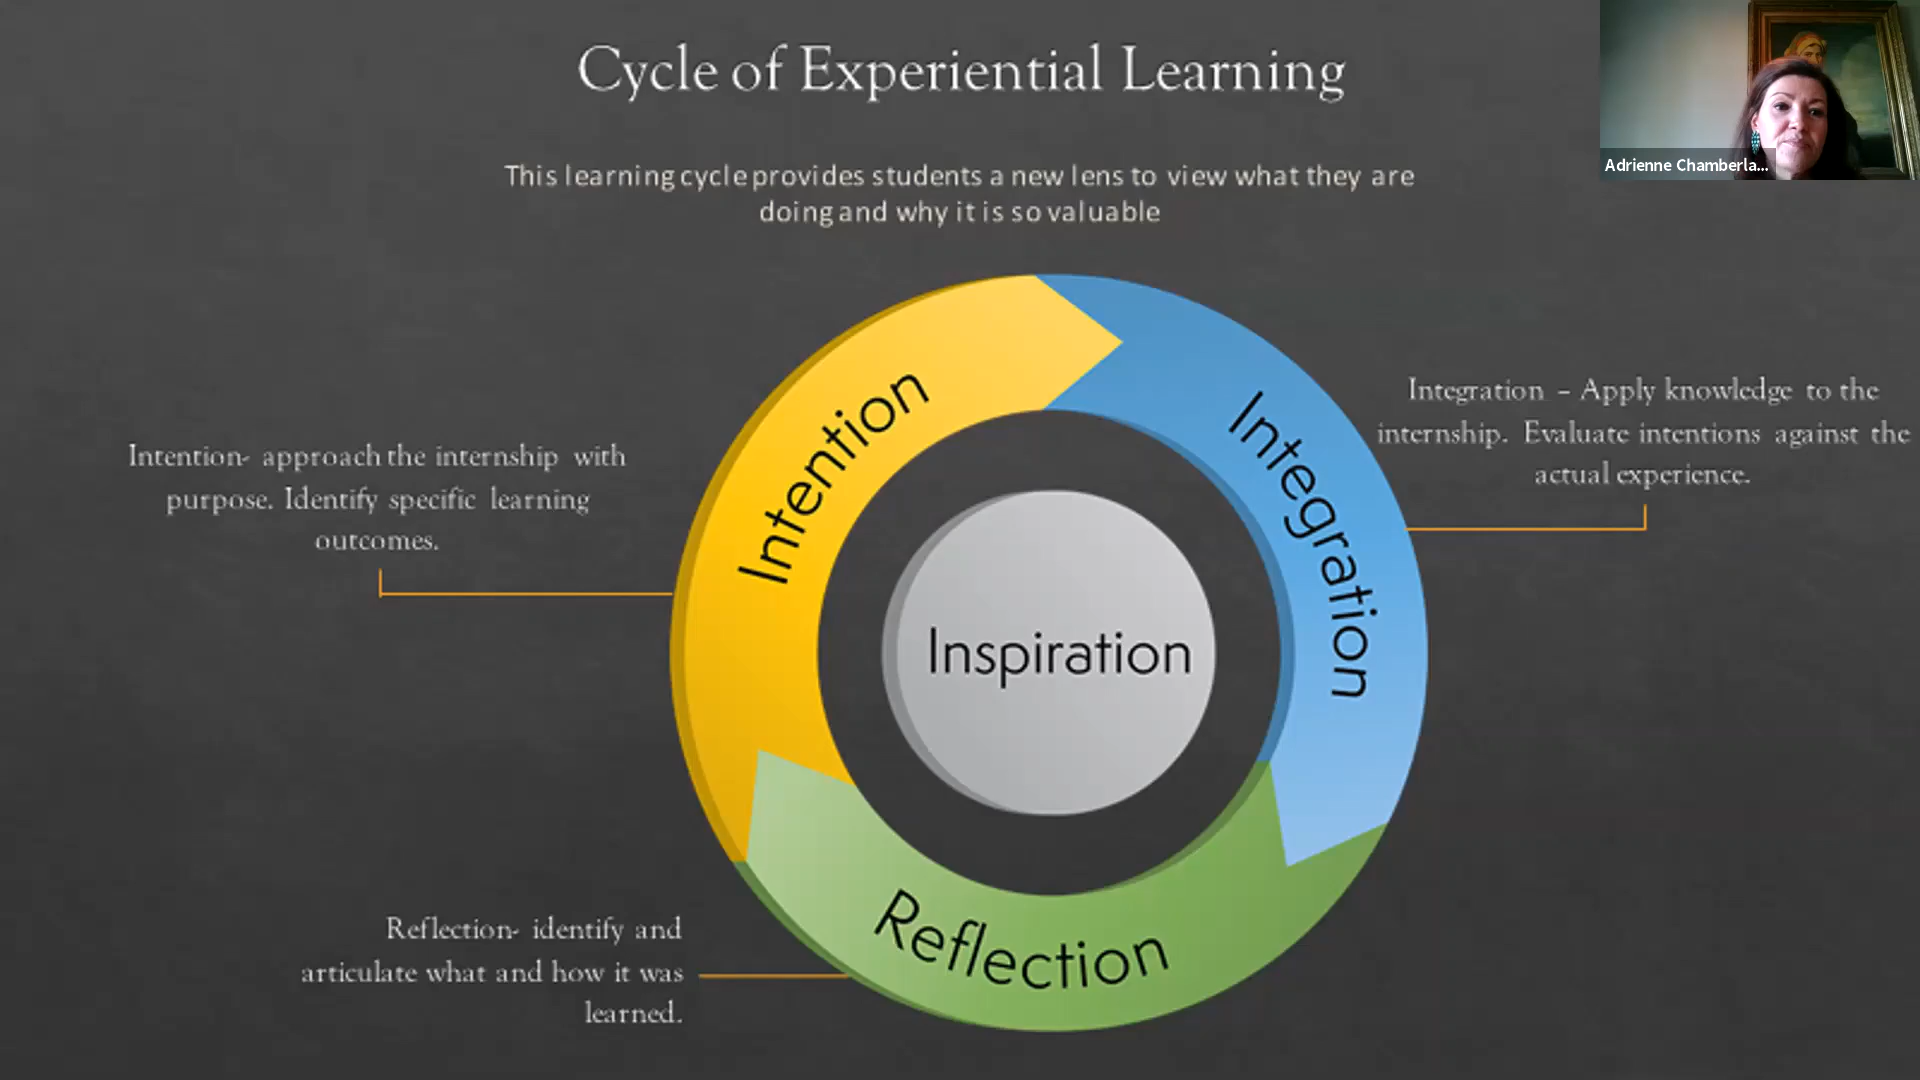 Cycle of Experiential Learning
Adrienne Chamberla...
This learning cycle provides students a new lens to view what they are
doing and why it is so valuable
Intention
Integration
Integration – Apply knowledge to the
internship. Evaluate intentions against the
actual experience.
Intention- approach the internship with
purpose. Identify specific learning
outcomes.
Inspiration
Reflection
Reflection- identify and
articulate what and how it was
learned.